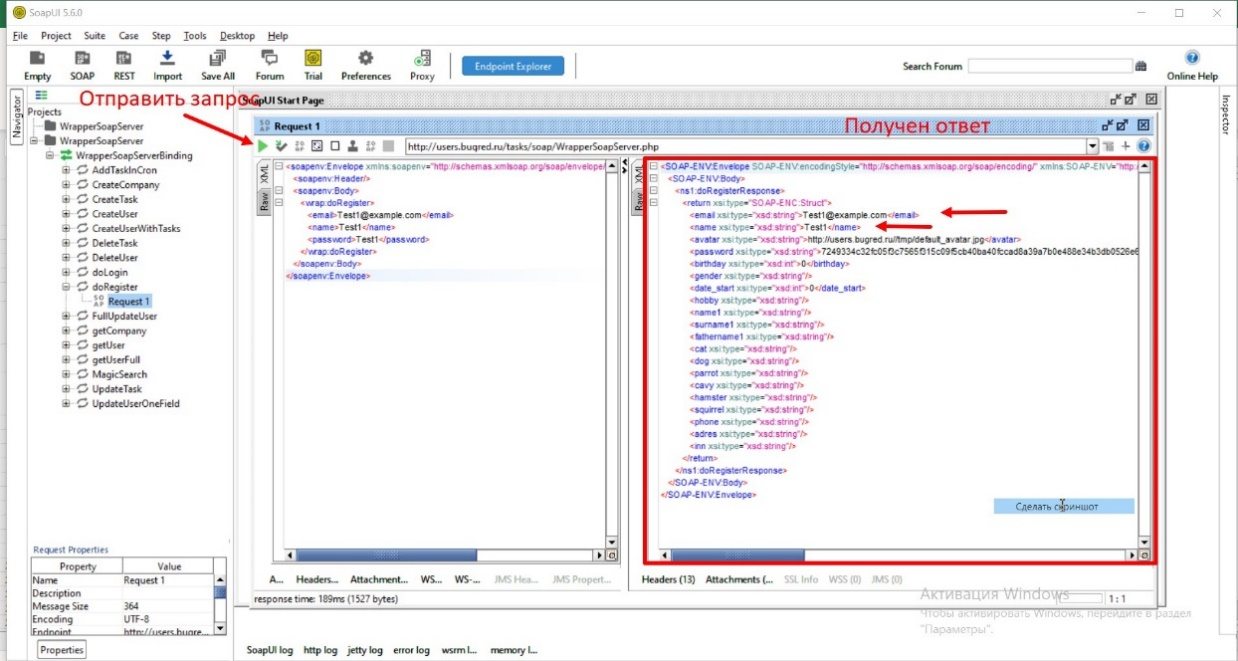 SoapUI 5.6.0
File Project Suite Case Step Tools Desktop Help
Empty SOAP REST Import Save All Forum Trial Preferences Proxy
Endpoint Explorer
Search Forum
Online Help
Navigator
Projects
WrapperSoapServer
WrapperSoapServer
WrapperSoapServerBinding
AddTaskInCron
CreateCompany
CreateTask
CreateUser
CreateUserWithTasks
DeleteTask
DeleteUser
doLogin
doRegister
Request 1
FullUpdateUser
getCompany
getUser
getUserFull
MagicSearch
UpdateTask
UpdateUserOneField
Отправить запрос
SoapUI Start Page
Inspector
Request 1
Получен ответ
http://users.bugred.ru/tasks/soap/WrapperSoapServer.php
XML
Raw
<soapenv:Envelope xmlns:soapenv="http://schemas.xmlsoap.org/soap/envelope/
<soapenv:Header/>
<soapenv:Body>
<wrap:doRegister>
<email>Test1@example.com</email>
<name>Test1</name>
<password>Test1</password>
</wrap:doRegister>
</soapenv:Body>
</soapenv:Envelope>
XML
Raw
<SOAP-ENV:Envelope SOAP-ENV:encodingStyle="http://schemas.xmlsoap.org/soap/encoding/" xmlns:SOAP-ENV="http:
<SOAP-ENV:Body>
<ns1:doRegisterResponse>
<return xsi:type="SOAP-ENC:Struct">
<email xsi:type="xsd:string">Test1@example.com</email>
<name xsi:type="xsd:string">Test1</name>
<avatar xsi:type="xsd:string">http://users.bugred.ru//tmp/default_avatar.jpg</avatar>
<password xsi:type="xsd:string">7249334c32fc05f3c7565f315c09f5cb40ba40fccad8a39a7b0e488e34b3db0526e6
<birthday xsi:type="xsd:int">0</birthday>
<gender xsi:type="xsd:string"/>
<date_start xsi:type="xsd:int">0</date_start>
<hobby xsi:type="xsd:string"/>
<name1 xsi:type="xsd:string"/>
<surname1 xsi:type="xsd:string"/>
<fathername1 xsi:type="xsd:string"/>
<cat xsi:type="xsd:string"/>
<dog xsi:type="xsd:string"/>
<parrot xsi:type="xsd:string"/>
<cavy xsi:type="xsd:string"/>
<hamster xsi:type="xsd:string"/>
<squirrel xsi:type="xsd:string"/>
<phone xsi:type="xsd:string"/>
<adres xsi:type="xsd:string"/>
<inn xsi:type="xsd:string"/>
</return>
</ns1:doRegisterResponse>
</SOAP-ENV:Body>
</SOAP-ENV:Envelope>
Сделать скриншот
A... Headers... Attachment... WS... WS-... JMS Hea... JMS Propert...
Headers (13) Attachments (... SSL Info WSS (0) JMS (0)
response time: 189ms (1527 bytes)
1 : 1
Активация Windows
Чтобы активировать Windows, перейдите в раздел
"Параметры".
Request Properties
Property Value
Name Request 1
Description
Message Size 364
Encoding UTF-8
Endpoint http://users.bugre...
Properties
SoapUI log http log jetty log error log wsrm l... memory l...